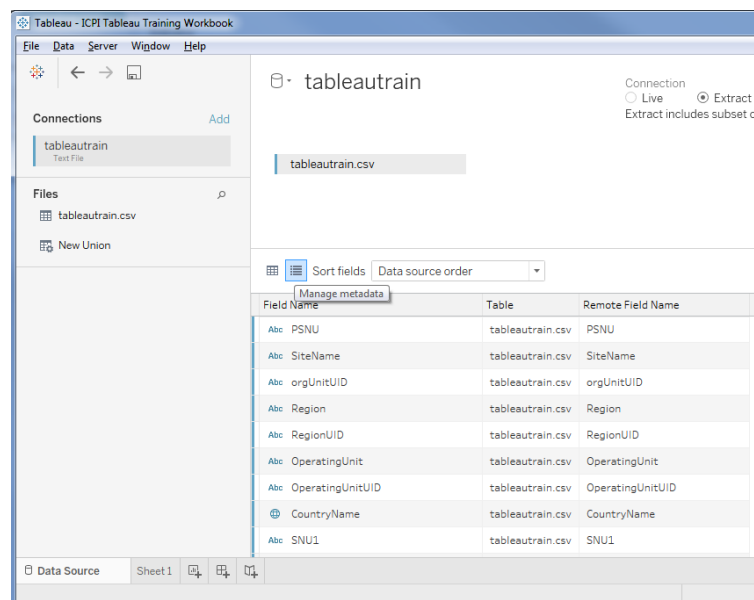 Tableau - ICPI Tableau Training Workbook
File Data Server Window Help
Connections Add
tableautrain
Text File
Files
tableautrain.csv
New Union
tableautrain
Connection
Live Extract
Extract includes subset
tableautrain.csv
Sort fields Data source order
Manage metadata
Field Name Table Remote Field Name
Abc PSNU tableautrain.csv PSNU
Abc SiteName tableautrain.csv SiteName
Abc orgUnitUID tableautrain.csv orgUnitUID
Abc Region tableautrain.csv Region
Abc RegionUID tableautrain.csv RegionUID
Abc OperatingUnit tableautrain.csv OperatingUnit
Abc OperatingUnitUID tableautrain.csv OperatingUnitUID
CountryName tableautrain.csv CountryName
Abc SNU1 tableautrain.csv SNU1
Data Source Sheet 1